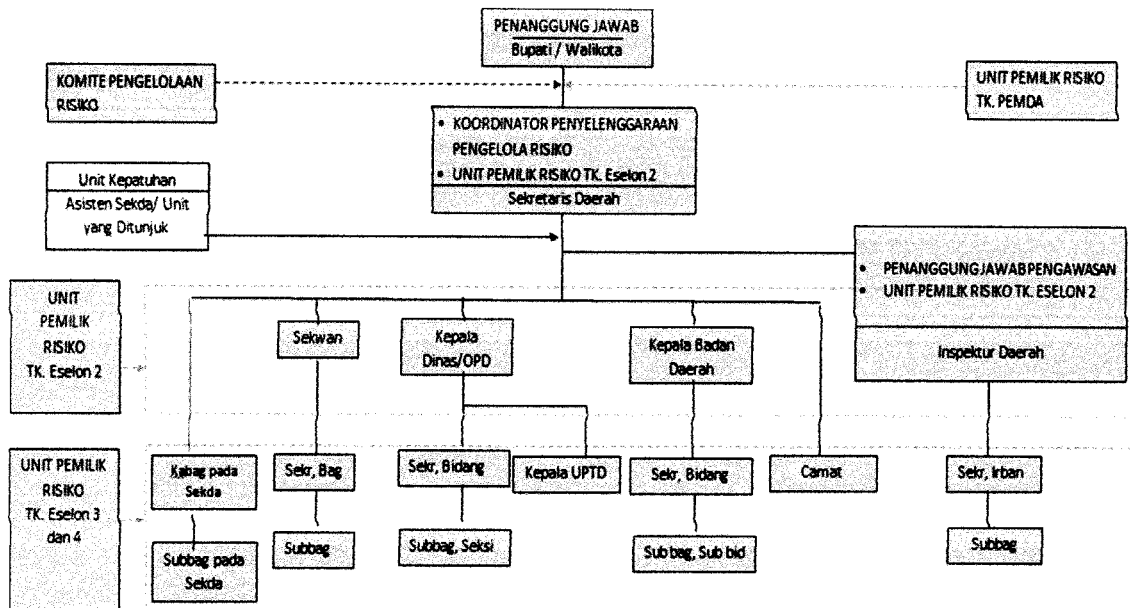 PENANGGUNG JAWAB
Bupati / Walikota
KOMITE PENGELOLAAN
RISIKO
UNIT PEMILIK RISIKO
TK. PEMDA
• KOORDINATOR PENYELENGGARAAN
PENGELOLA RISIKO
• UNIT PEMILIK RISIKO TK. Eselon 2
Sekretaris Daerah
Unit Kepatuhan
Asisten Sekda/ Unit
yang Ditunjuk
• PENANGGUNG JAWAB PENGAWASAN
• UNIT PEMILIK RISIKO TK. ESELON 2
Inspektur Daerah
UNIT
PEMILIK
RISIKO
TK. Eselon 2
Sekwan
Kepala
Dinas/OPD
Kepala Badan
Daerah
UNIT PEMILIK
RISIKO
TK. Eselon 3
dan 4
Kabag pada
Sekda
Sekr, Bag
Sekr, Bidang
Kepala UPTD
Sekr, Bidang
Camat
Sekr, Irban
Subbag pada
Sekda
Subbag
Subbag, Seksi
Sub bag, Sub bid
Subbag